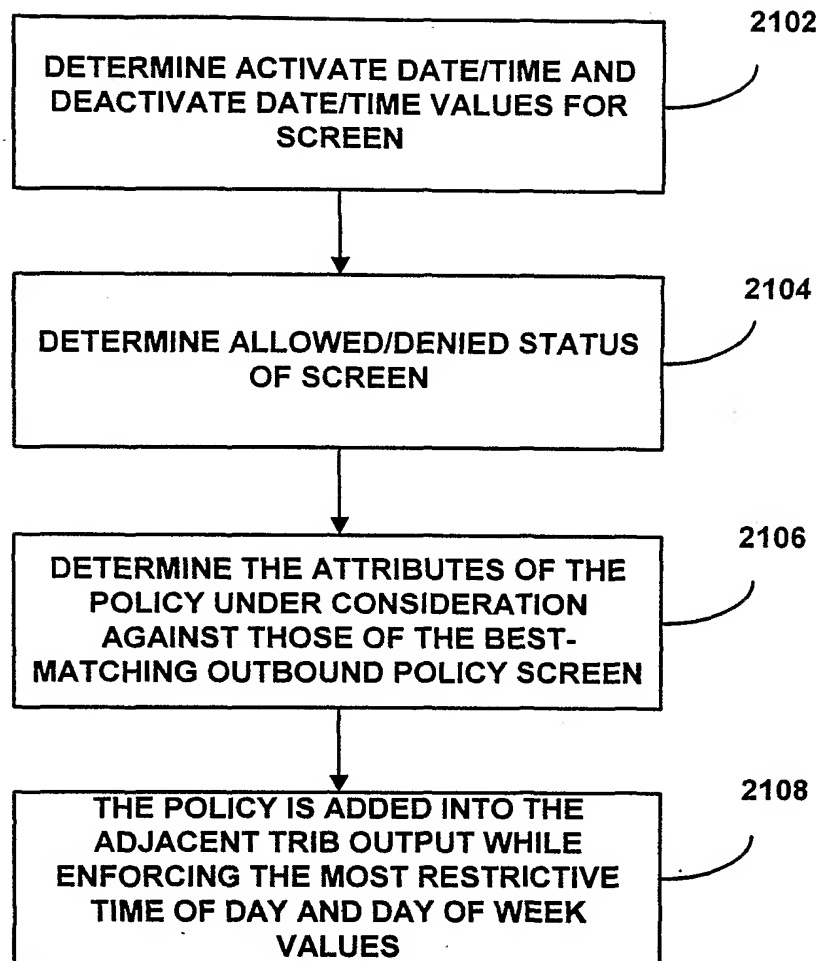 2102
DETERMINE ACTIVATE DATE/TIME AND
DEACTIVATE DATE/TIME VALUES FOR
SCREEN
2104
DETERMINE ALLOWED/DENIED STATUS
OF SCREEN
2106
DETERMINE THE ATTRIBUTES OF THE
POLICY UNDER CONSIDERATION
AGAINST THOSE OF THE BEST-
MATCHING OUTBOUND POLICY SCREEN
2108
THE POLICY IS ADDED INTO THE
ADJACENT TRIB OUTPUT WHILE
ENFORCING THE MOST RESTRICTIVE
TIME OF DAY AND DAY OF WEEK
VALUES